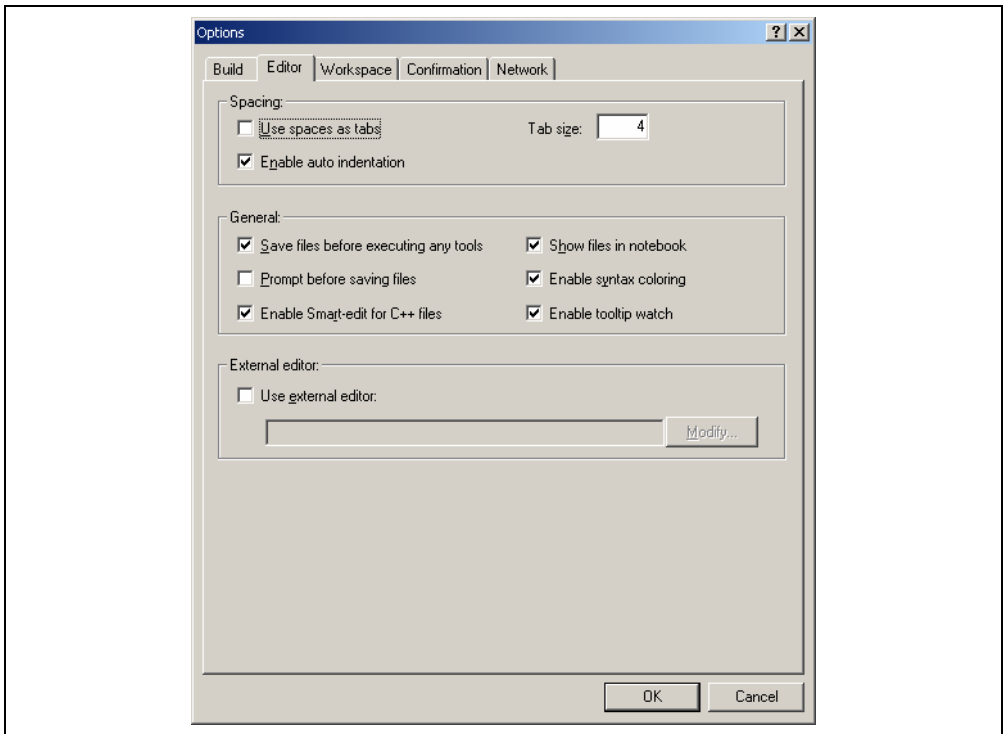 Options
Build Editor Workspace Confirmation Network
Spacing:
Use spaces as tabs Tab size: 4
Enable auto indentation
General:
Save files before executing any tools Show files in notebook
Prompt before saving files Enable syntax coloring
Enable Smart-edit for C++ files Enable tooltip watch
External editor:
Use external editor:
Modify...
OK Cancel